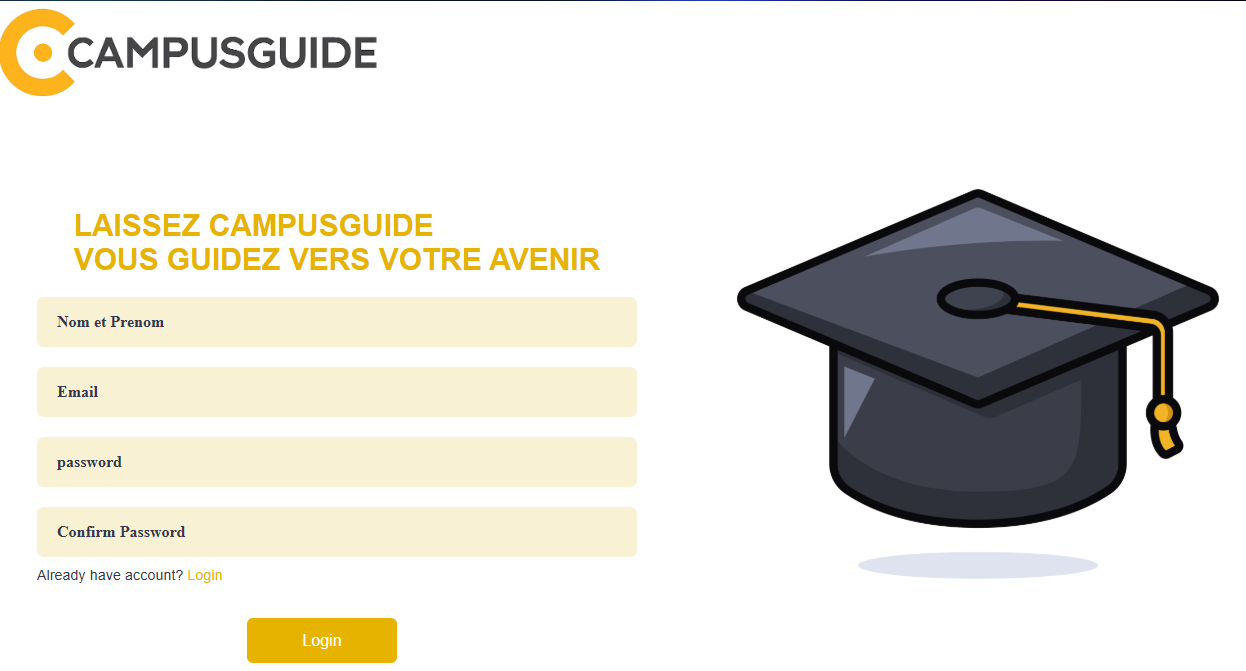 CAMPUSGUIDE
LAISSEZ CAMPUSGUIDE
VOUS GUIDEZ VERS VOTRE AVENIR
Nom et Prenom
Email
password
Confirm Password
Already have account? Login
Login